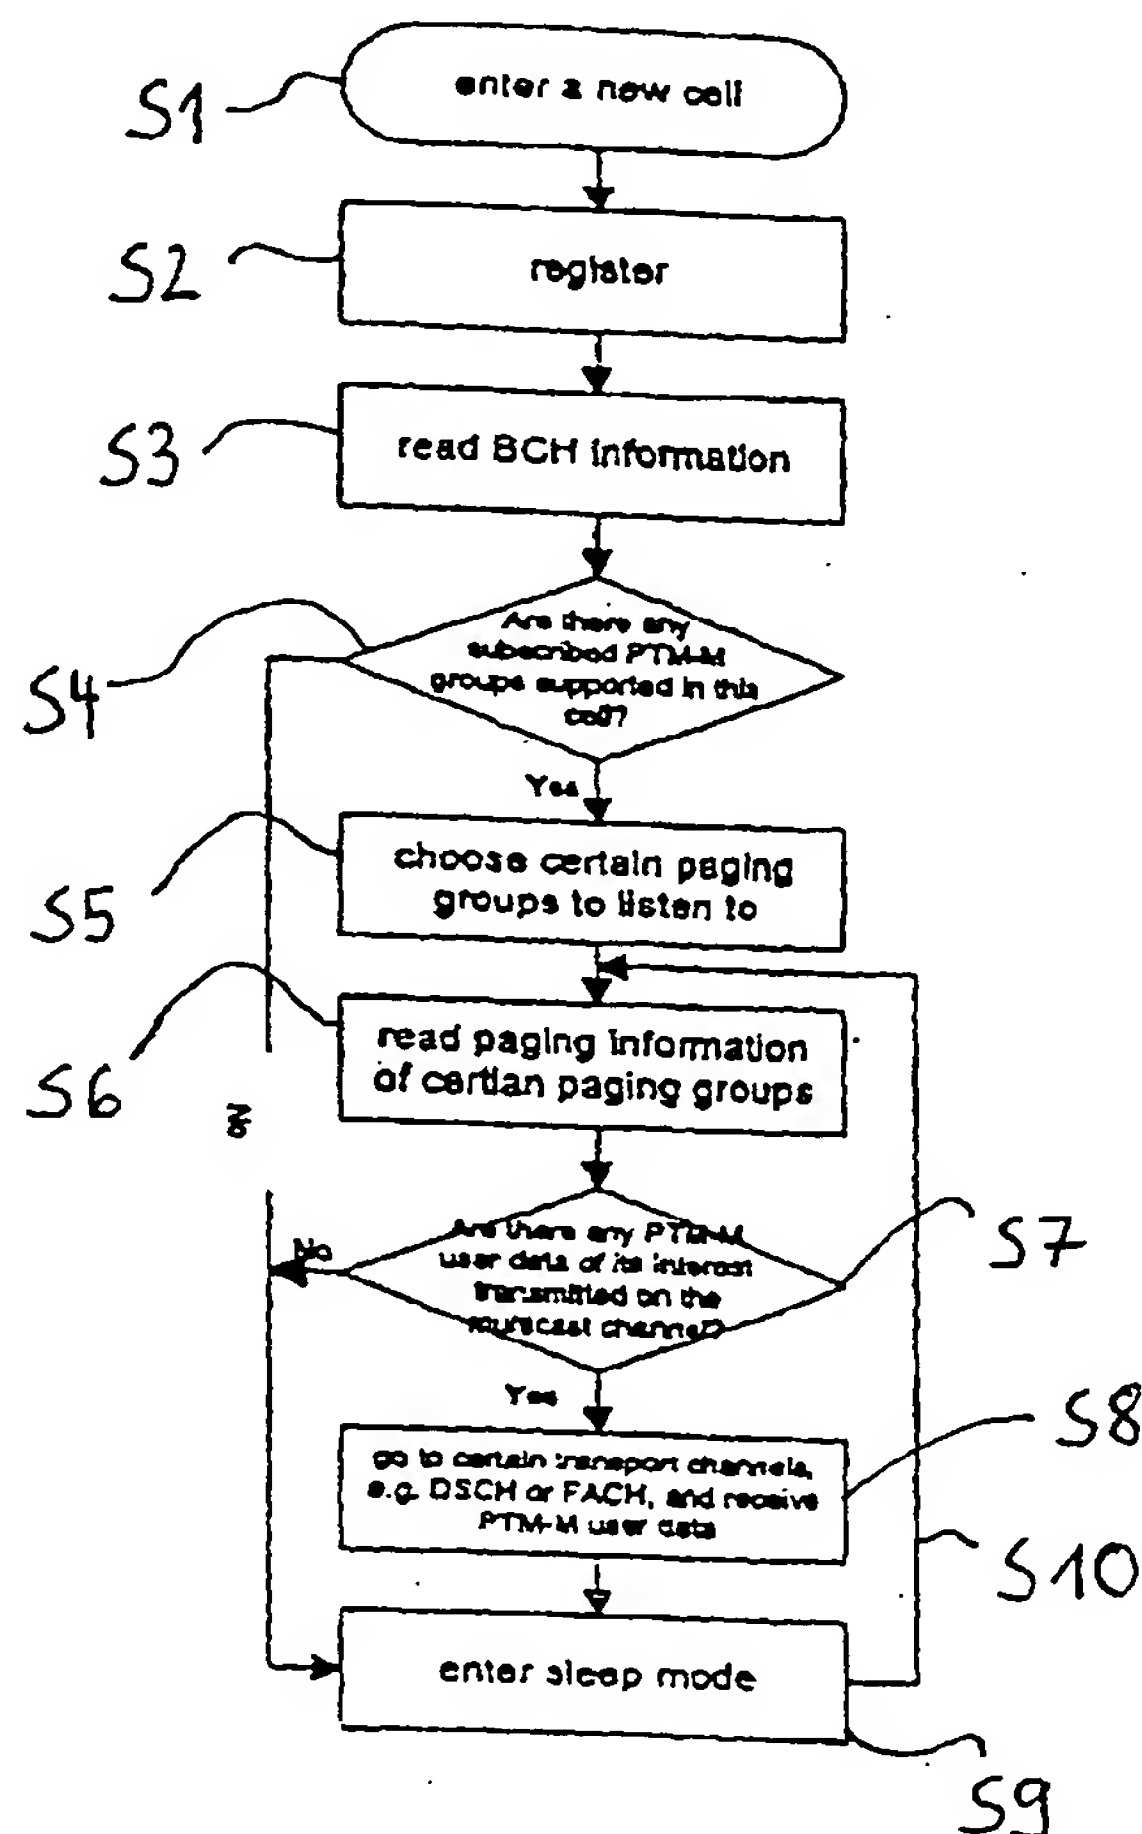 S1
enter a new cell
S2
register
S3
read BCH information
S4
Are there any
subscribed PTM-M
groups supported in this
cell?
Yes
S5
choose certain paging
groups to listen to
S6
read paging information
of certian paging groups
No
S7
Are there any PTM-M
user data of its interest
transmitted on the
multicast channel?
No
Yes
S8
go to certain transport channels,
e.g. DSCH or FACH, and receive
PTM-M user data
S10
enter sleep mode
S9